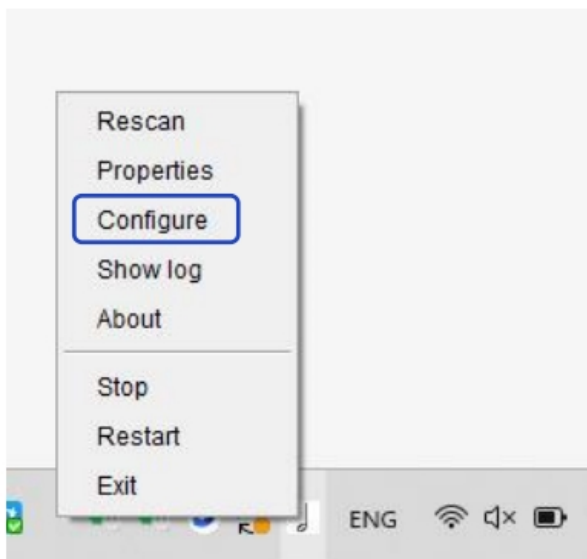 Rescan
Properties
Configure
Show log
About
Stop
Restart
Exit
ENG